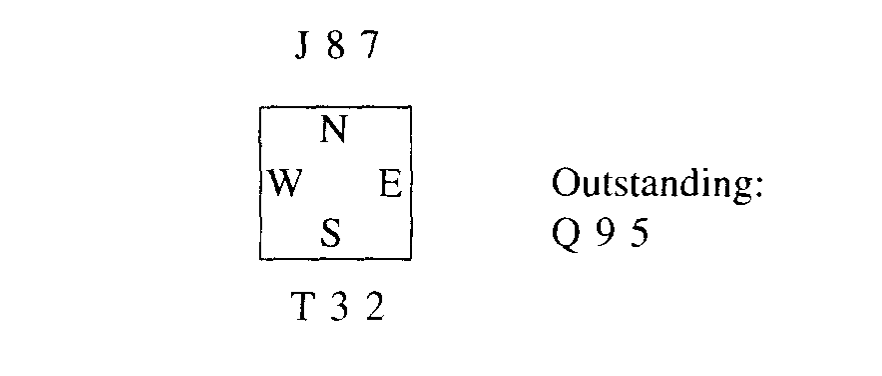 J 8 7
N
W E
S
Outstanding:
Q 9 5
T 3 2